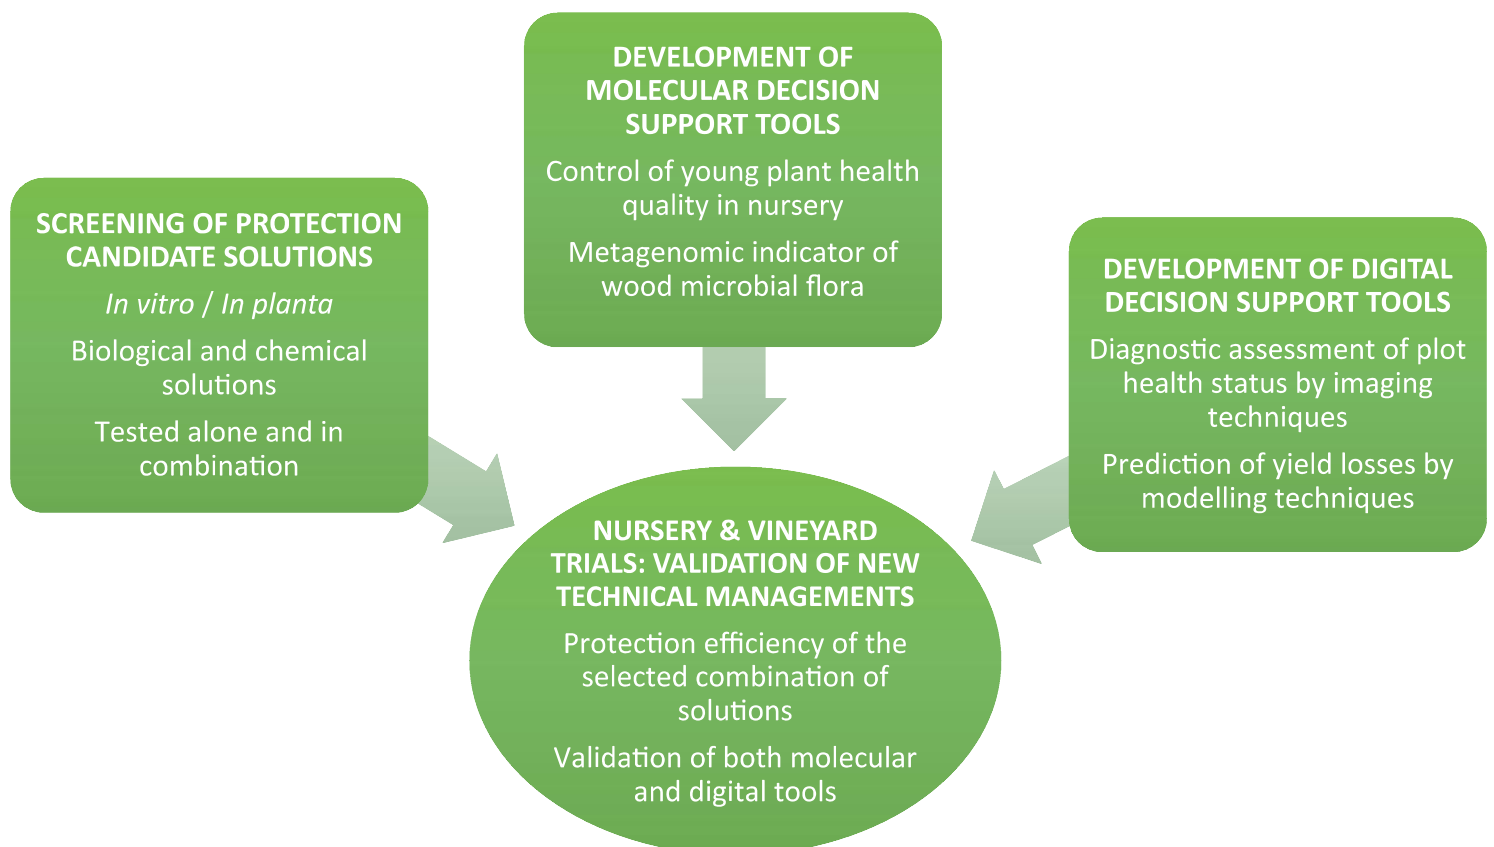 SCREENING OF PROTECTION
CANDIDATE SOLUTIONS
In vitro / In planta
Biological and chemical
solutions
Tested alone and in
combination
DEVELOPMENT OF
MOLECULAR DECISION
SUPPORT TOOLS
Control of young plant health
quality in nursery
Metagenomic indicator of
wood microbial flora
DEVELOPMENT OF DIGITAL
DECISION SUPPORT TOOLS
Diagnostic assessment of plot
health status by imaging
techniques
Prediction of yield losses by
modelling techniques
NURSERY & VINEYARD
TRIALS: VALIDATION OF NEW
TECHNICAL MANAGEMENTS
Protection efficiency of the
selected combination of
solutions
Validation of both molecular
and digital tools